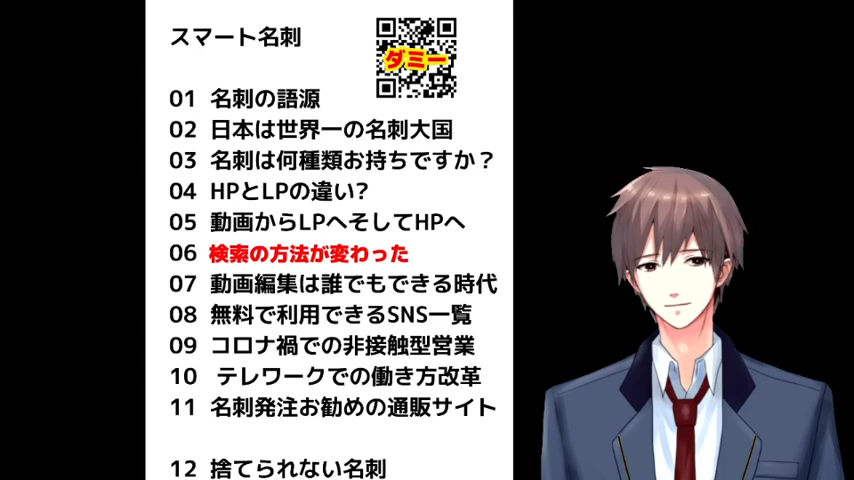 スマート名刺
ダミー
01 名刺の語源
02 日本は世界一の名刺大国
03 名刺は何種類お持ちですか？
04 HPとLPの違い?
05 動画からLPへそしてHPへ
06 検索の方法が変わった
07 動画編集は誰でもできる時代
08 無料で利用できるSNS一覧
09 コロナ禍での非接触型営業
10 テレワークでの働き方改革
11 名刺発注お勧めの通販サイト
12 捨てられない名刺